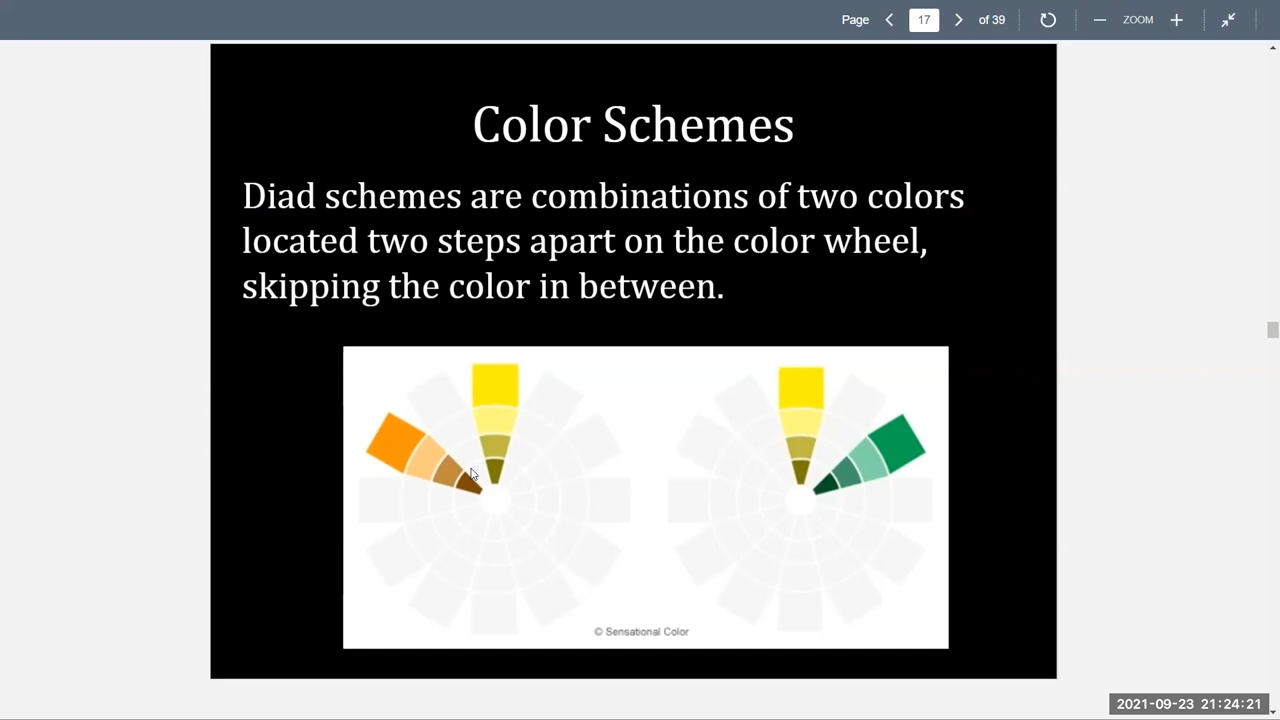 Page 17 of 39 ZOOM
Color Schemes
Diad schemes are combinations of two colors
located two steps apart on the color wheel,
skipping the color in between.
© Sensational Color
2021-09-23 21:24:21